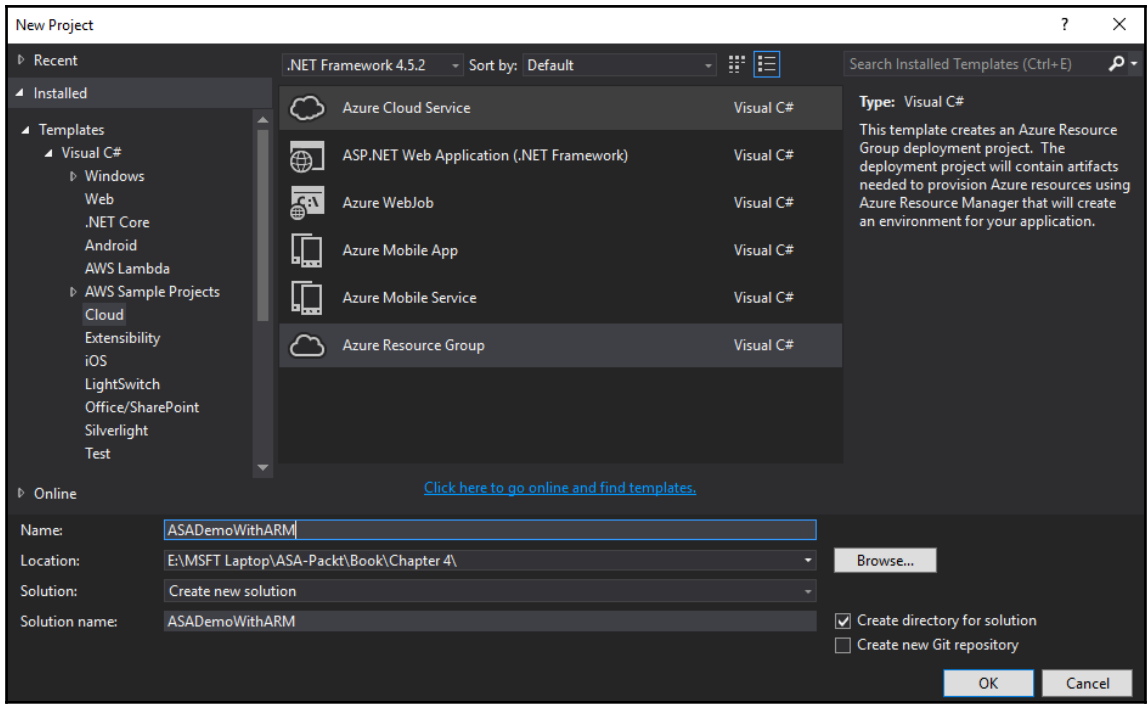 New Project
?
Recent
Installed
Templates
Visual C#
Windows
Web
.NET Core
Android
AWS Lambda
AWS Sample Projects
Cloud
Extensibility
iOS
LightSwitch
Office/SharePoint
Silverlight
Test
Online
.NET Framework 4.5.2
Sort by: Default
Azure Cloud Service Visual C#
ASP.NET Web Application (.NET Framework) Visual C#
Azure WebJob Visual C#
Azure Mobile App Visual C#
Azure Mobile Service Visual C#
Azure Resource Group Visual C#
Click here to go online and find templates.
Search Installed Templates (Ctrl+E)
Type: Visual C#
This template creates an Azure Resource
Group deployment project. The
deployment project will contain artifacts
needed to provision Azure resources using
Azure Resource Manager that will create
an environment for your application.
Name: ASADemoWithARM
Location: E:\MSFT Laptop\ASA-Packt\Book\Chapter 4\
Browse...
Solution: Create new solution
Solution name: ASADemoWithARM
Create directory for solution
Create new Git repository
OK
Cancel